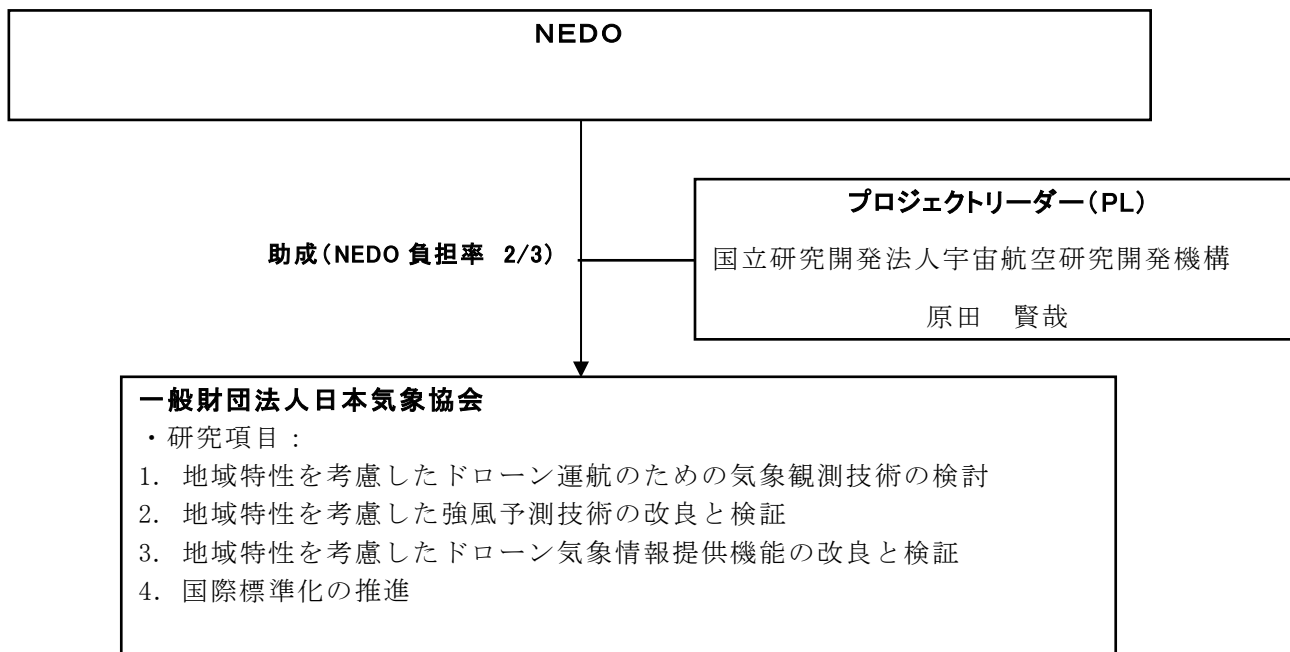 NEDO
プロジェクトリーダー(PL)
助成(NEDO 負担率 2/3)
国立研究開発法人宇宙航空研究開発機構
原田 賢哉
一般財団法人日本気象協会
・研究項目:
1. 地域特性を考慮したドローン運航のための気象観測技術の検討
2. 地域特性を考慮した強風予測技術の改良と検証
3. 地域特性を考慮したドローン気象情報提供機能の改良と検証
4. 国際標準化の推進